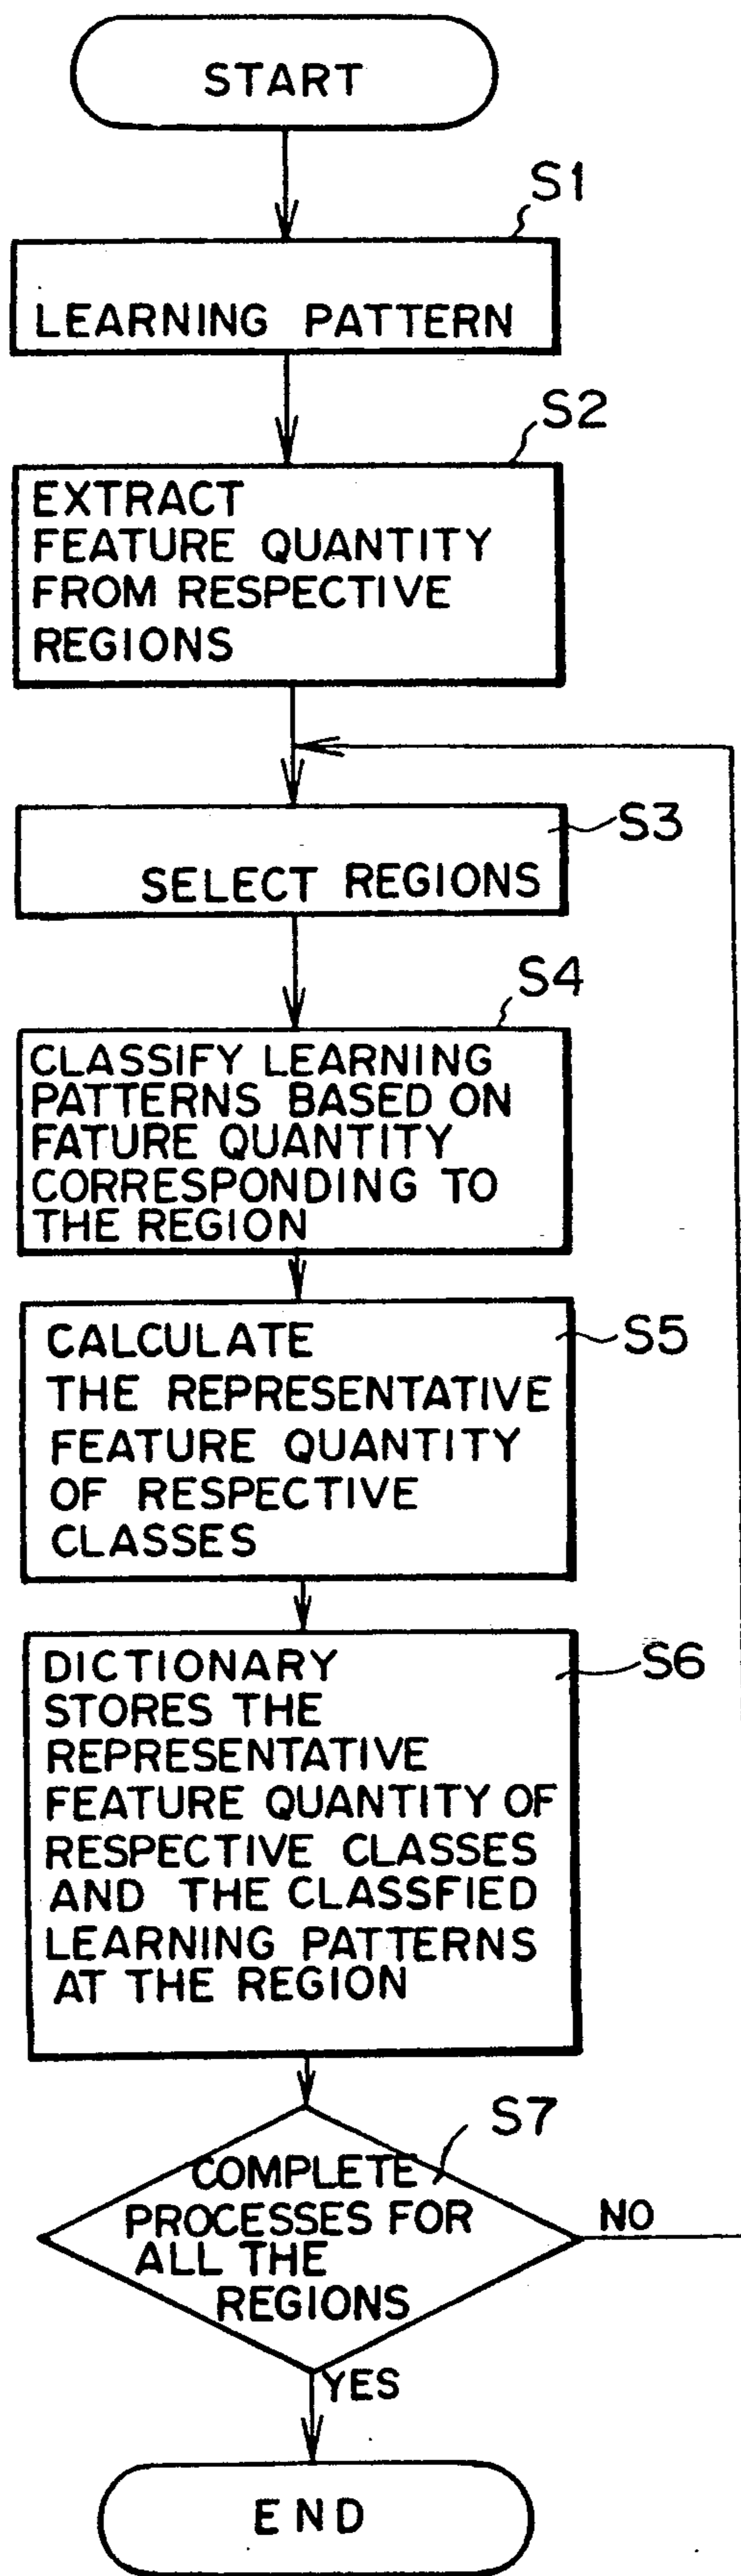 START
S1
LEARNING PATTERN
S2
EXTRACT
FEATURE QUANTITY
FROM RESPECTIVE
REGIONS
S3
SELECT REGIONS
S4
CLASSIFY LEARNING
PATTERNS BASED ON
FATURE QUANTITY
CORRESPONDING TO
THE REGION
S5
CALCULATE
THE REPRESENTATIVE
FEATURE QUANTITY
OF RESPECTIVE
CLASSES
S6
DICTIONARY
STORES THE
REPRESENTATIVE
FEATURE QUANTITY OF
RESPECTIVE CLASSES
AND THE CLASSFIED
LEARNING PATTERNS
AT THE REGION
S7
COMPLETE
PROCESSES FOR
ALL THE
REGIONS
NO
YES
END